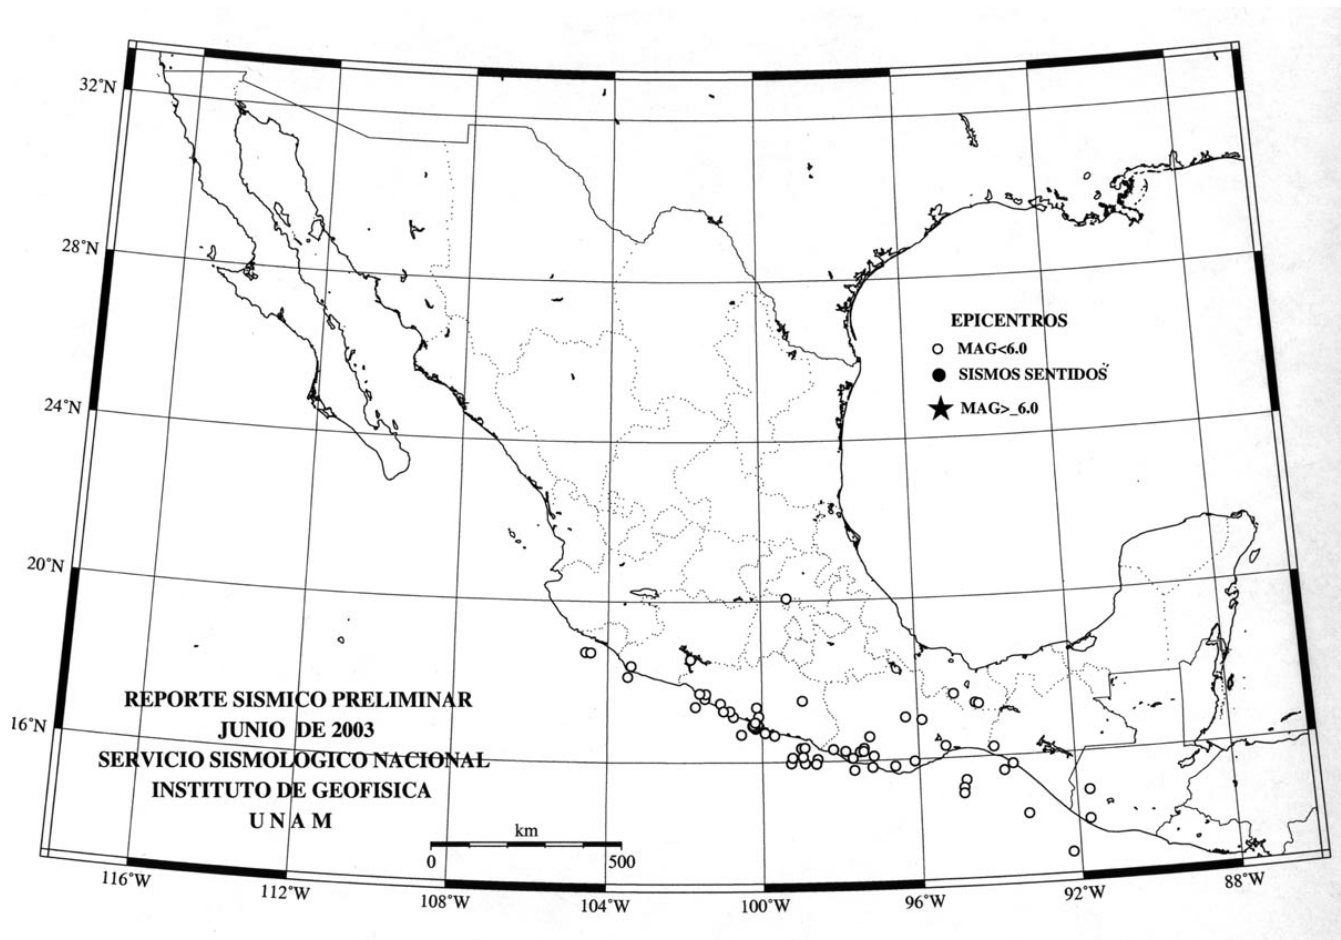 32°N
28°N
24°N
20°N
16°N
EPICENTROS
MAG<6.0
SISMOS SENTIDOS
MAG>_6.0
REPORTE SISMICO PRELIMINAR
JUNIO DE 2003
SERVICIO SISMOLOGICO NACIONAL
INSTITUTO DE GEOFISICA
U N A M
km
0 500
116°W 112°W 108°W 104°W 100°W 96°W 92°W 88°W